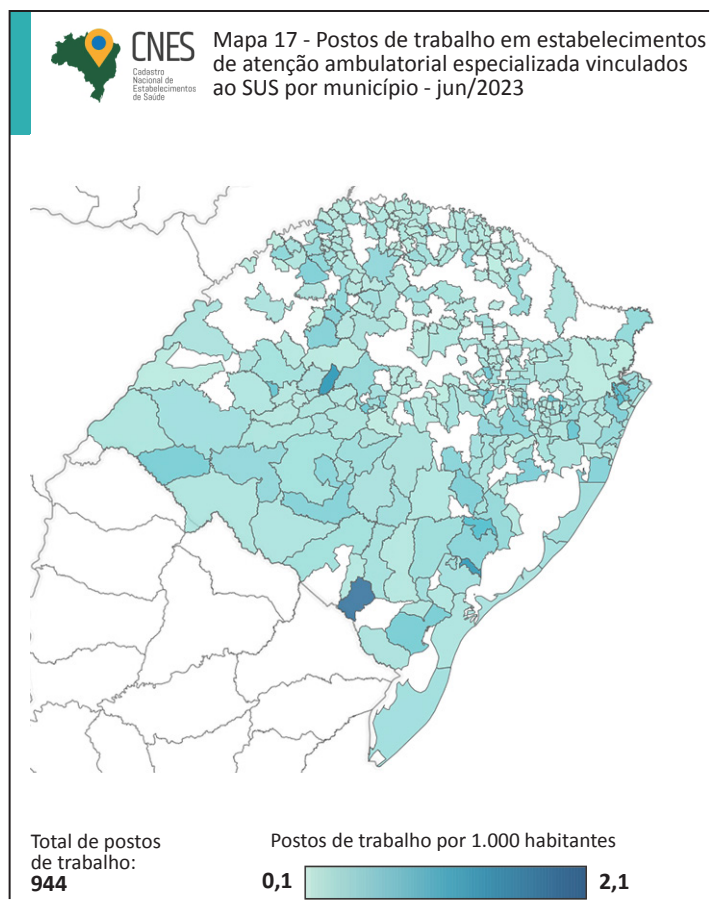 CNES
Cadastro
Nacional de
Estabelecimentos
de Saúde
Mapa 17 - Postos de trabalho em estabelecimentos
de atenção ambulatorial especializada vinculados
ao SUS por município - jun/2023
Total de postos
de trabalho:
944
Postos de trabalho por 1.000 habitantes
0,1
2,1